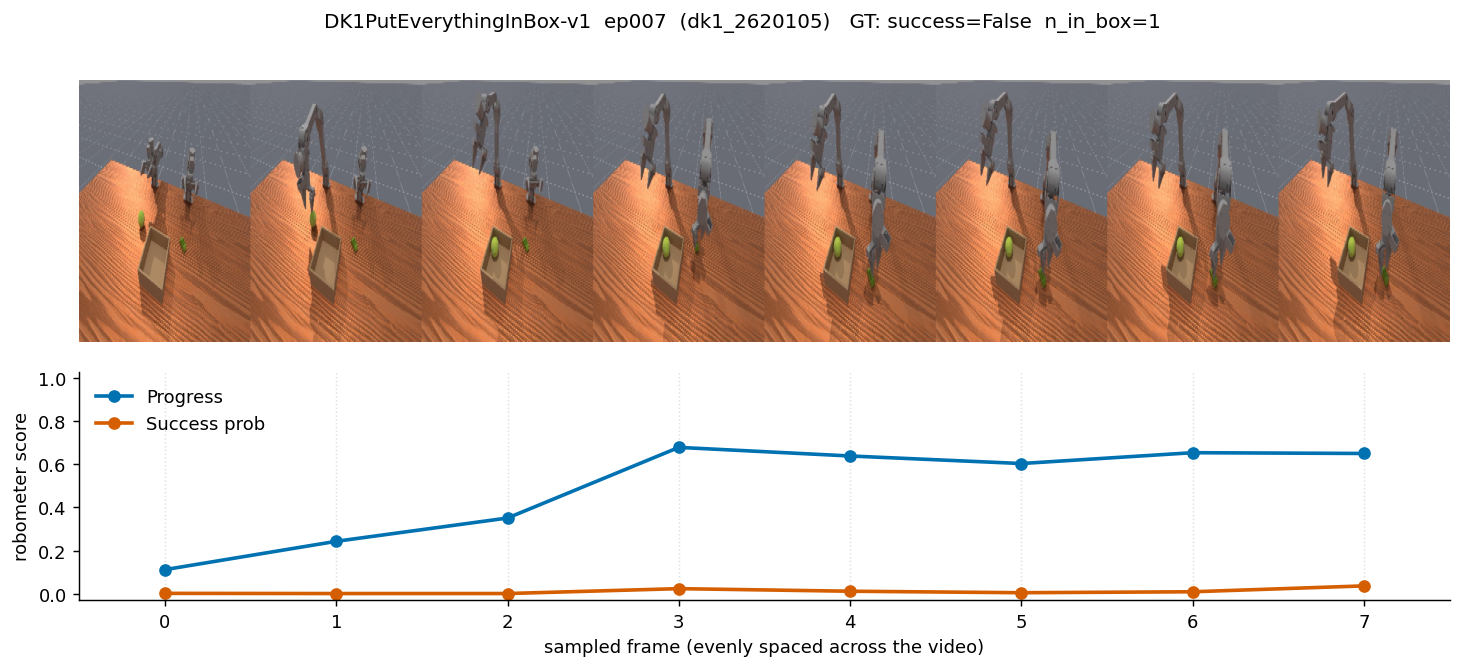 DK1PutEverythingInBox-v1  ep007  (dk1_2620105)   GT: success=False  n_in_box=1
1.0
0.8
0.6
0.4
0.2
0.0
robometer score
Progress
Success prob
0 1 2 3 4 5 6 7
sampled frame (evenly spaced across the video)